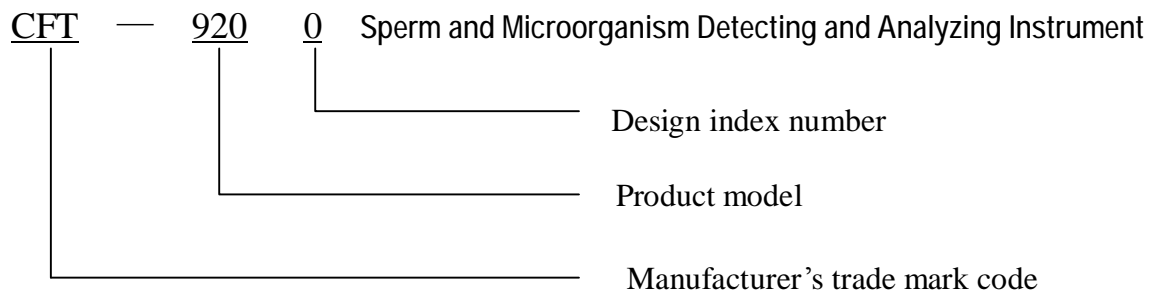 CFT — 920 0 Sperm and Microorganism Detecting and Analyzing Instrument
Design index number
Product model
Manufacturer’s trade mark code